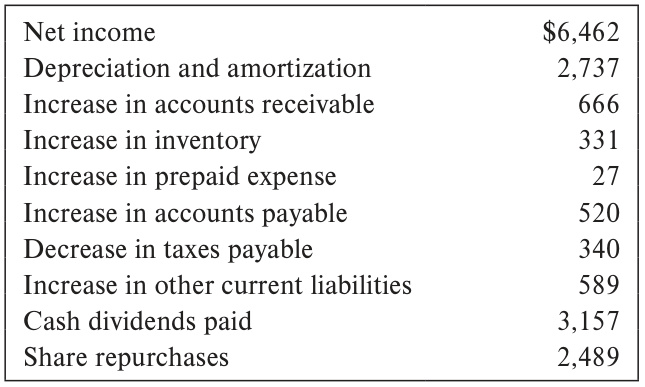 Net income $6,462
Depreciation and amortization 2,737
Increase in accounts receivable 666
Increase in inventory 331
Increase in prepaid expense 27
Increase in accounts payable 520
Decrease in taxes payable 340
Increase in other current liabilities 589
Cash dividends paid 3,157
Share repurchases 2,489